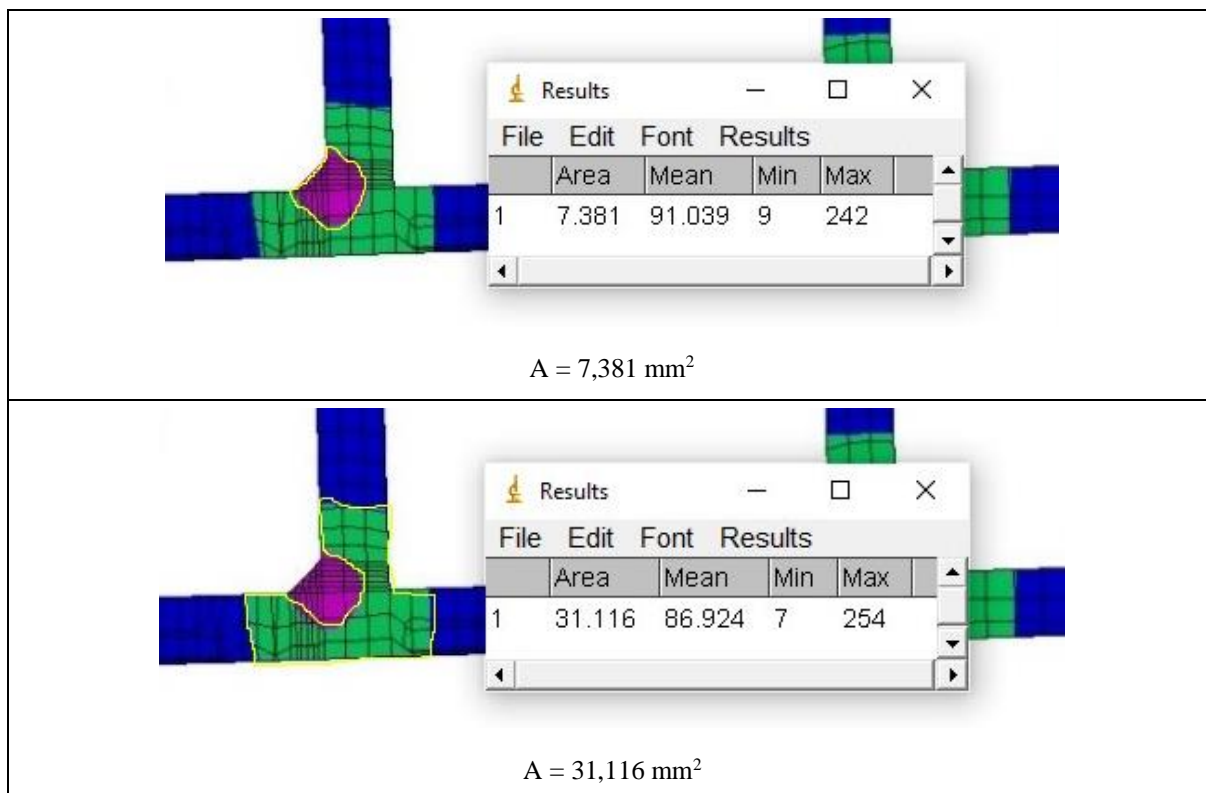 Results
File Edit Font Results
Area Mean Min Max
1 7.381 91.039 9 242
A = 7,381 mm²
Results
File Edit Font Results
Area Mean Min Max
1 31.116 86.924 7 254
A = 31,116 mm²